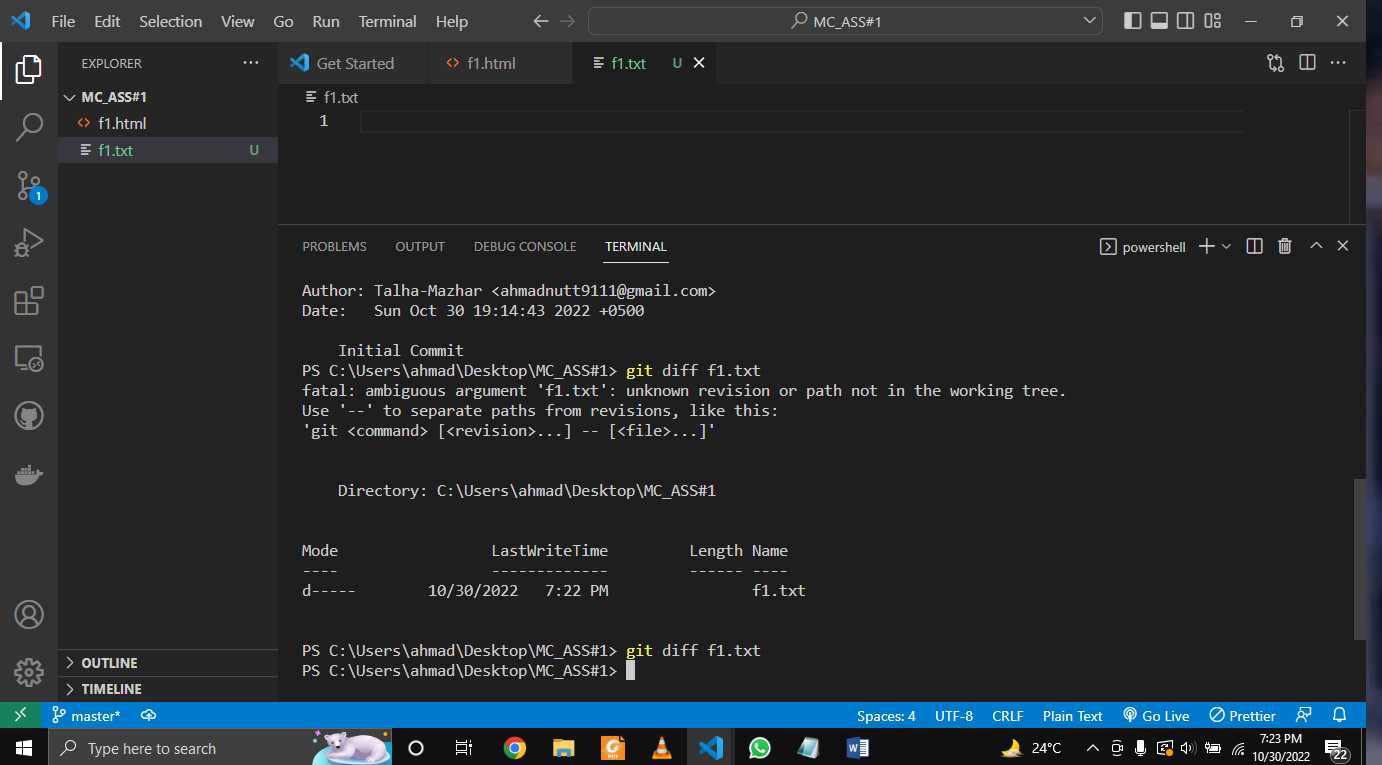 File Edit Selection View Go Run Terminal Help MC_ASS#1
EXPLORER
Get Started f1.html f1.txt U
MC_ASS#1
f1.html
f1.txt U
f1.txt
1
1
PROBLEMS OUTPUT DEBUG CONSOLE TERMINAL powershell
Author: Talha-Mazhar <ahmadnutt9111@gmail.com>
Date:   Sun Oct 30 19:14:43 2022 +0500
Initial Commit
PS C:\Users\ahmad\Desktop\MC_ASS#1> git diff f1.txt
fatal: ambiguous argument 'f1.txt': unknown revision or path not in the working tree.
Use '--' to separate paths from revisions, like this:
'git <command> [<revision>...] -- [<file>...]'
Directory: C:\Users\ahmad\Desktop\MC_ASS#1
Mode LastWriteTime Length Name
---- ------------- ------ ----
d----- 10/30/2022 7:22 PM f1.txt
PS C:\Users\ahmad\Desktop\MC_ASS#1> git diff f1.txt
PS C:\Users\ahmad\Desktop\MC_ASS#1>
OUTLINE
TIMELINE
master* Spaces: 4 UTF-8 CRLF Plain Text Go Live Prettier
Type here to search 24°C 7:23 PM
10/30/2022 22